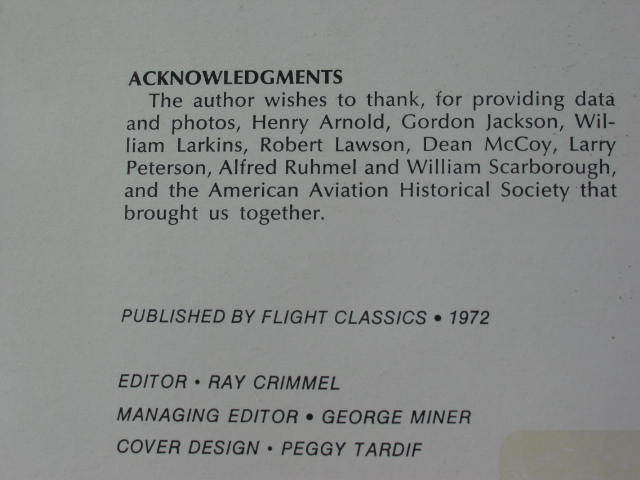 ACKNOWLEDGMENTS
The author wishes to thank, for providing data
and photos, Henry Arnold, Gordon Jackson, Wil-
liam Larkins, Robert Lawson, Dean McCoy, Larry
Peterson, Alfred Ruhmel and William Scarborough,
and the American Aviation Historical Society that
brought us together.
PUBLISHED BY FLIGHT CLASSICS • 1972
EDITOR • RAY CRIMMEL
MANAGING EDITOR • GEORGE MINER
COVER DESIGN • PEGGY TARDIF